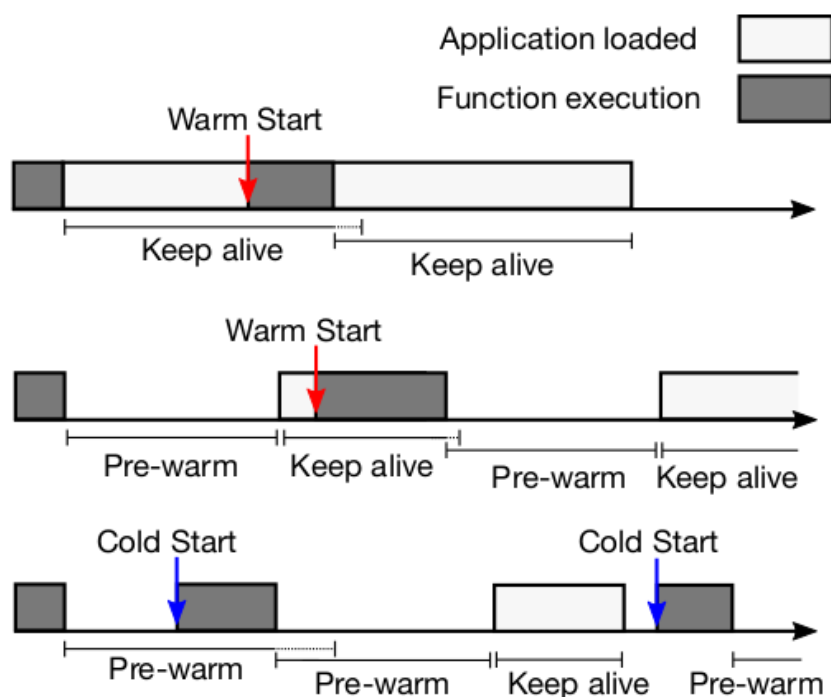 Application loaded
Function execution
Warm Start
Keep alive
Keep alive
Warm Start
Pre-warm
Keep alive
Pre-warm
Keep alive
Cold Start
Cold Start
Pre-warm
Pre-warm
Keep alive
Pre-warm